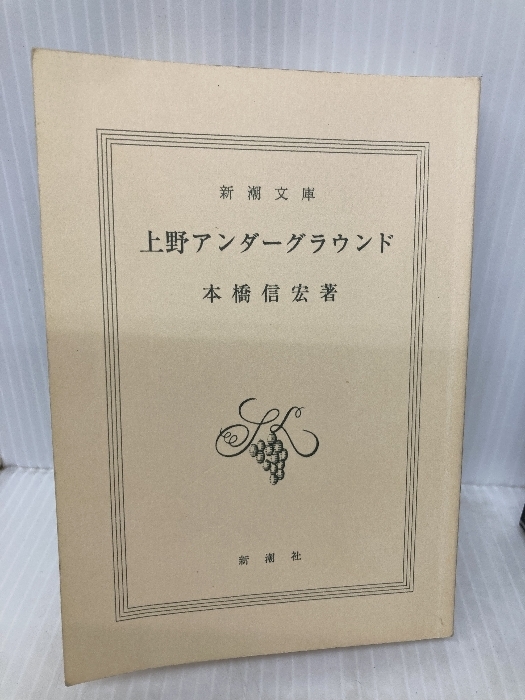 新潮文庫
上野アンダーグラウンド
本橋信宏著
新潮社